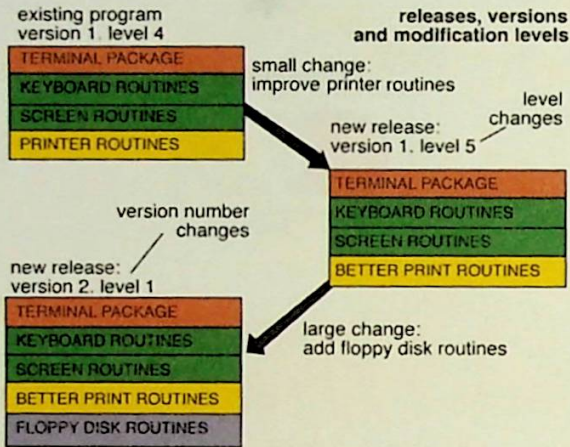 existing program
version 1. level 4
releases, versions
and modification levels
TERMINAL PACKAGE
KEYBOARD ROUTINES
SCREEN ROUTINES
PRINTER ROUTINES
small change:
improve printer routines
level
changes
new release:
version 1. level 5
TERMINAL PACKAGE
KEYBOARD ROUTINES
SCREEN ROUTINES
BETTER PRINT ROUTINES
version number
changes
new release:
version 2. level 1
TERMINAL PACKAGE
KEYBOARD ROUTINES
SCREEN ROUTINES
BETTER PRINT ROUTINES
FLOPPY DISK ROUTINES
large change:
add floppy disk routines